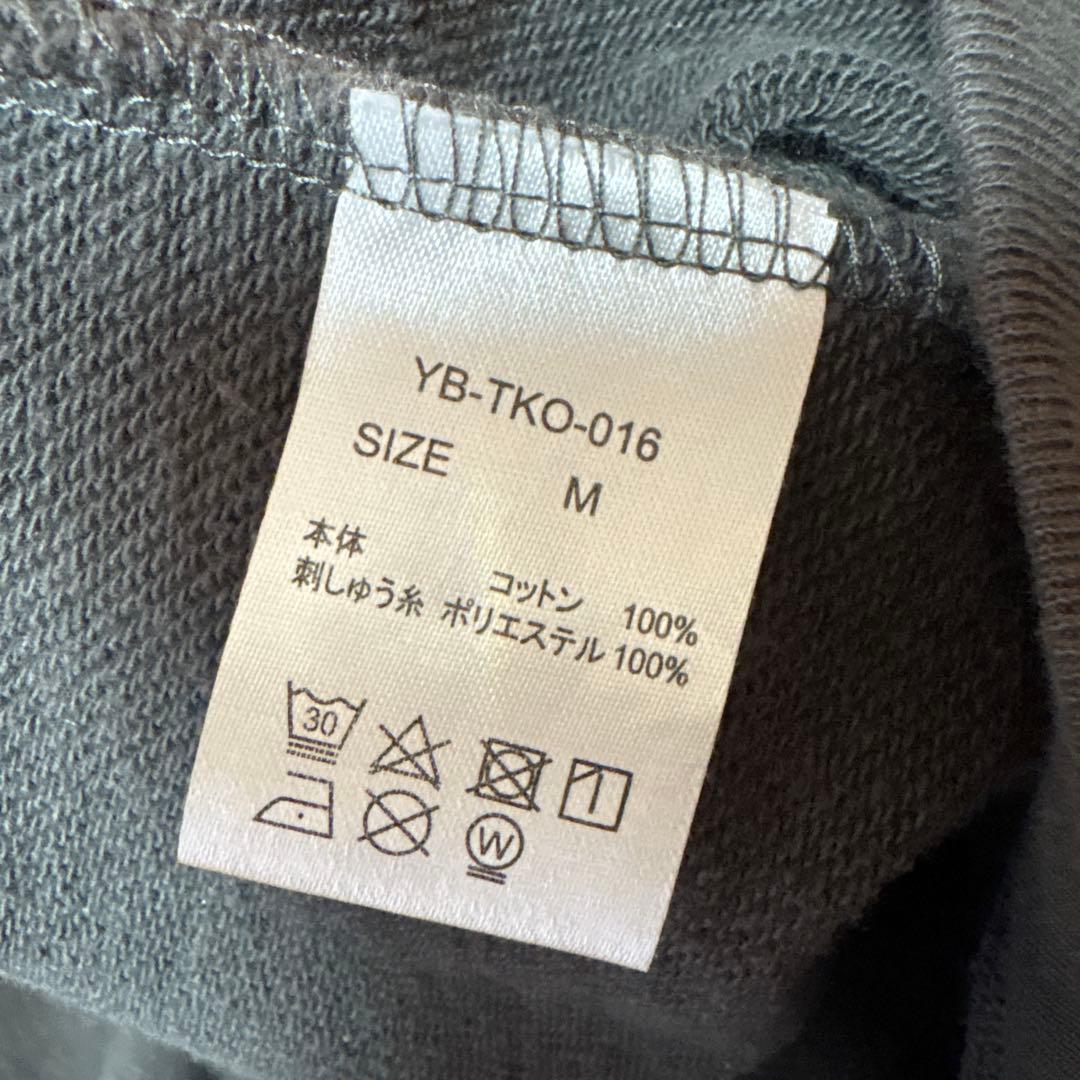 YB-TKO-016
SIZE M
本体 コットン 100%
刺しゅう糸 ポリエステル 100%
30
W